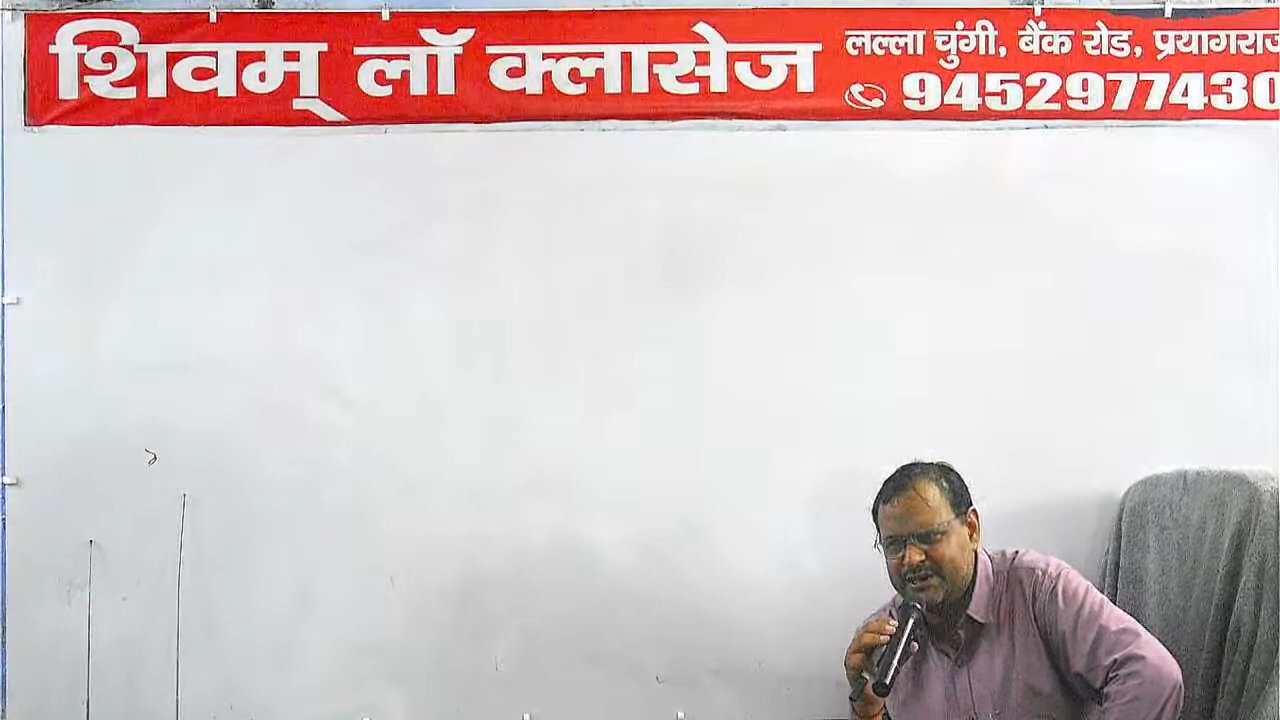 शिवम् लॉ क्लासेज
लल्ला चुंगी, बैंक रोड, प्रयागराज
9452977430